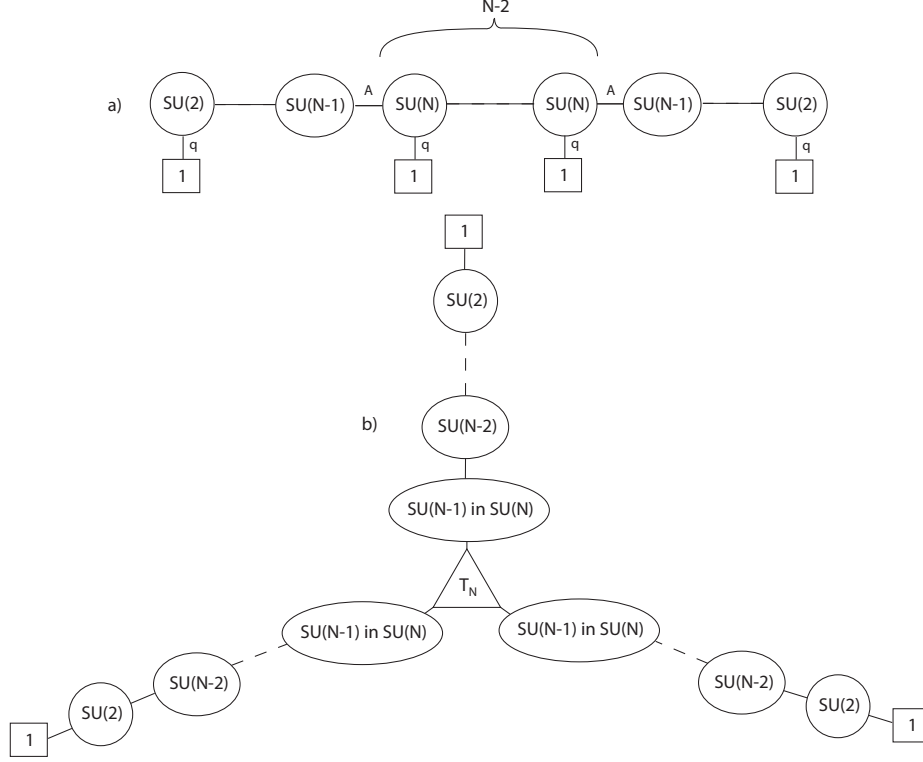 N-2
a)
SU(2) SU(N-1) A SU(N) SU(N) A SU(N-1) SU(2)
q q q q
1 1 1 1
1
SU(2)
b)
SU(N-2)
SU(N-1) in SU(N)
T_N
SU(N-1) in SU(N) SU(N-1) in SU(N)
SU(N-2) SU(N-2)
SU(2) SU(2)
1 1